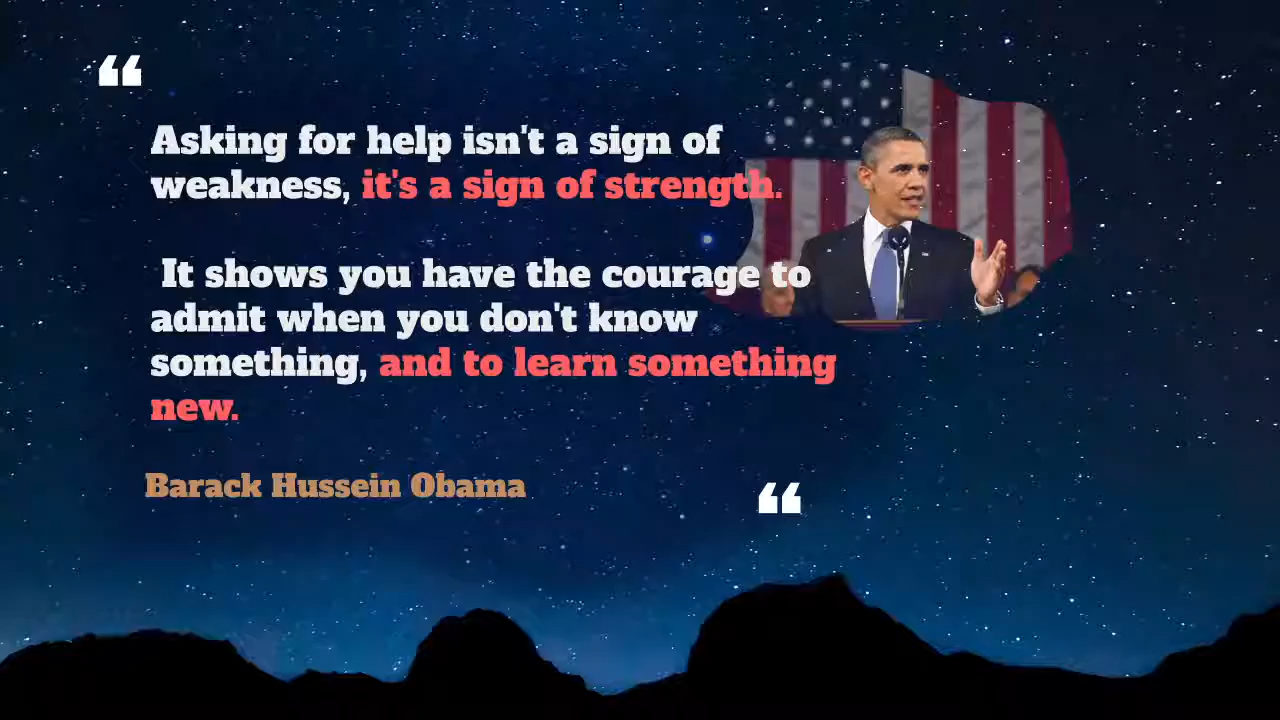 ❝
Asking for help isn't a sign of
weakness, it's a sign of strength.
It shows you have the courage to
admit when you don't know
something, and to learn something
new.
Barack Hussein Obama
❝